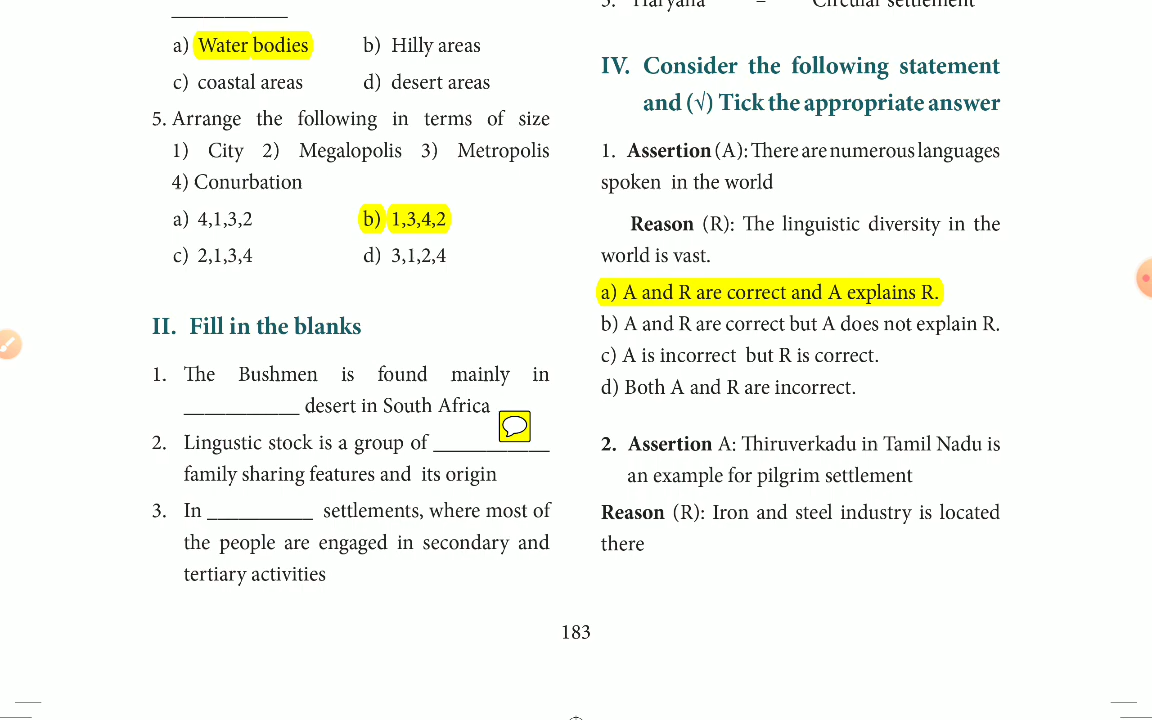 a) Water bodies b) Hilly areas
c) coastal areas d) desert areas
5. Arrange the following in terms of size
1) City 2) Megalopolis 3) Metropolis
4) Conurbation
a) 4,1,3,2 b) 1,3,4,2
c) 2,1,3,4 d) 3,1,2,4
II. Fill in the blanks
1. The Bushmen is found mainly in
___________ desert in South Africa
2. Lingustic stock is a group of ___________
family sharing features and its origin
3. In __________ settlements, where most of
the people are engaged in secondary and
tertiary activities
5. Haryana – Circular settlement
IV. Consider the following statement
and (√) Tick the appropriate answer
1. Assertion (A): There are numerous languages
spoken in the world
Reason (R): The linguistic diversity in the
world is vast.
a) A and R are correct and A explains R.
b) A and R are correct but A does not explain R.
c) A is incorrect but R is correct.
d) Both A and R are incorrect.
2. Assertion A: Thiruverkadu in Tamil Nadu is
an example for pilgrim settlement
Reason (R): Iron and steel industry is located
there
183